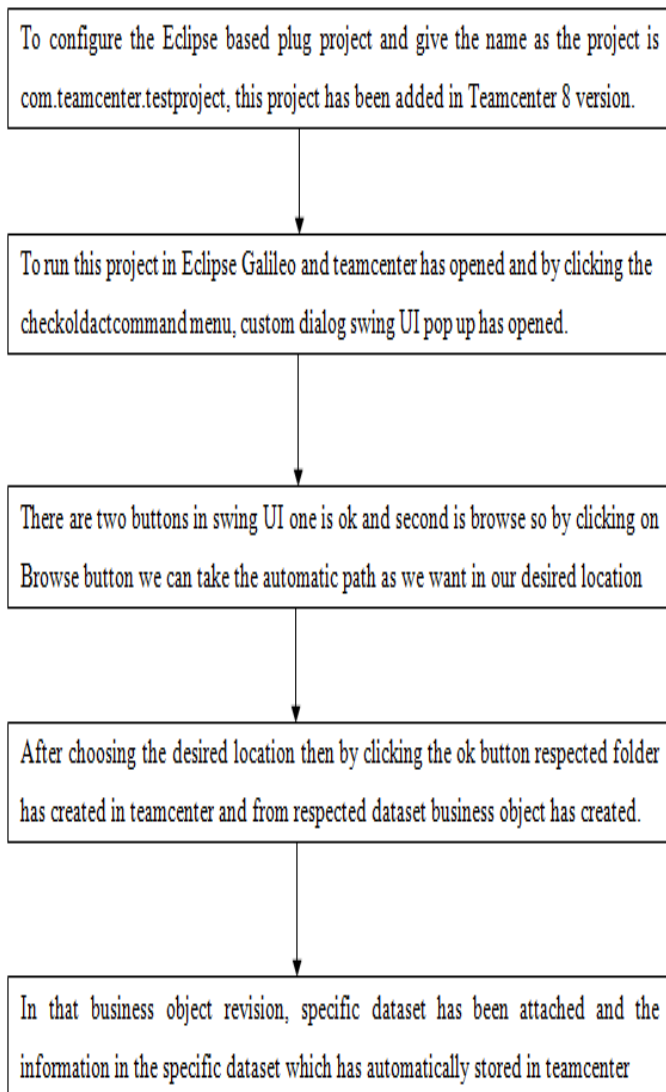 To configure the Eclipse based plug project and give the name as the project is
com.teamcenter.testproject, this project has been added in Teamcenter 8 version.
To run this project in Eclipse Galileo and teamcenter has opened and by clicking the
checkoldactcommand menu, custom dialog swing UI pop up has opened.
There are two buttons in swing UI one is ok and second is browse so by clicking on
Browse button we can take the automatic path as we want in our desired location
After choosing the desired location then by clicking the ok button respected folder
has created in teamcenter and from respected dataset business object has created.
In that business object revision, specific dataset has been attached and the
information in the specific dataset which has automatically stored in teamcenter